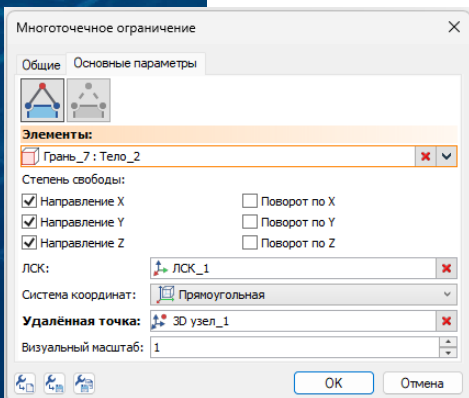 Многоточечное ограничение
Общие Основные параметры
Элементы:
Грань_7 : Тело_2
Степень свободы:
Направление X Поворот по X
Направление Y Поворот по Y
Направление Z Поворот по Z
ЛСК: ЛСК_1
Система координат: Прямоугольная
Удалённая точка: 3D узел_1
Визуальный масштаб: 1
OK Отмена